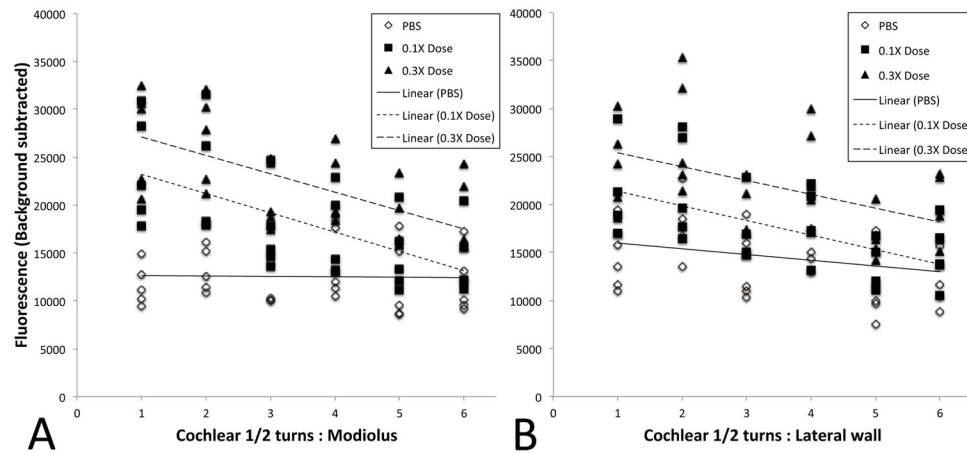 Fluorescence (Background subtracted)
40000
35000
30000
25000
20000
15000
10000
5000
0
0 1 2 3 4 5 6
Cochlear 1/2 turns : Modiolus
A
PBS
0.1X Dose
0.3X Dose
Linear (PBS)
Linear (0.1X Dose)
Linear (0.3X Dose)
40000
35000
30000
25000
20000
15000
10000
5000
0
0 1 2 3 4 5 6
Cochlear 1/2 turns : Lateral wall
B
PBS
0.1X Dose
0.3X Dose
Linear (PBS)
Linear (0.1X Dose)
Linear (0.3X Dose)